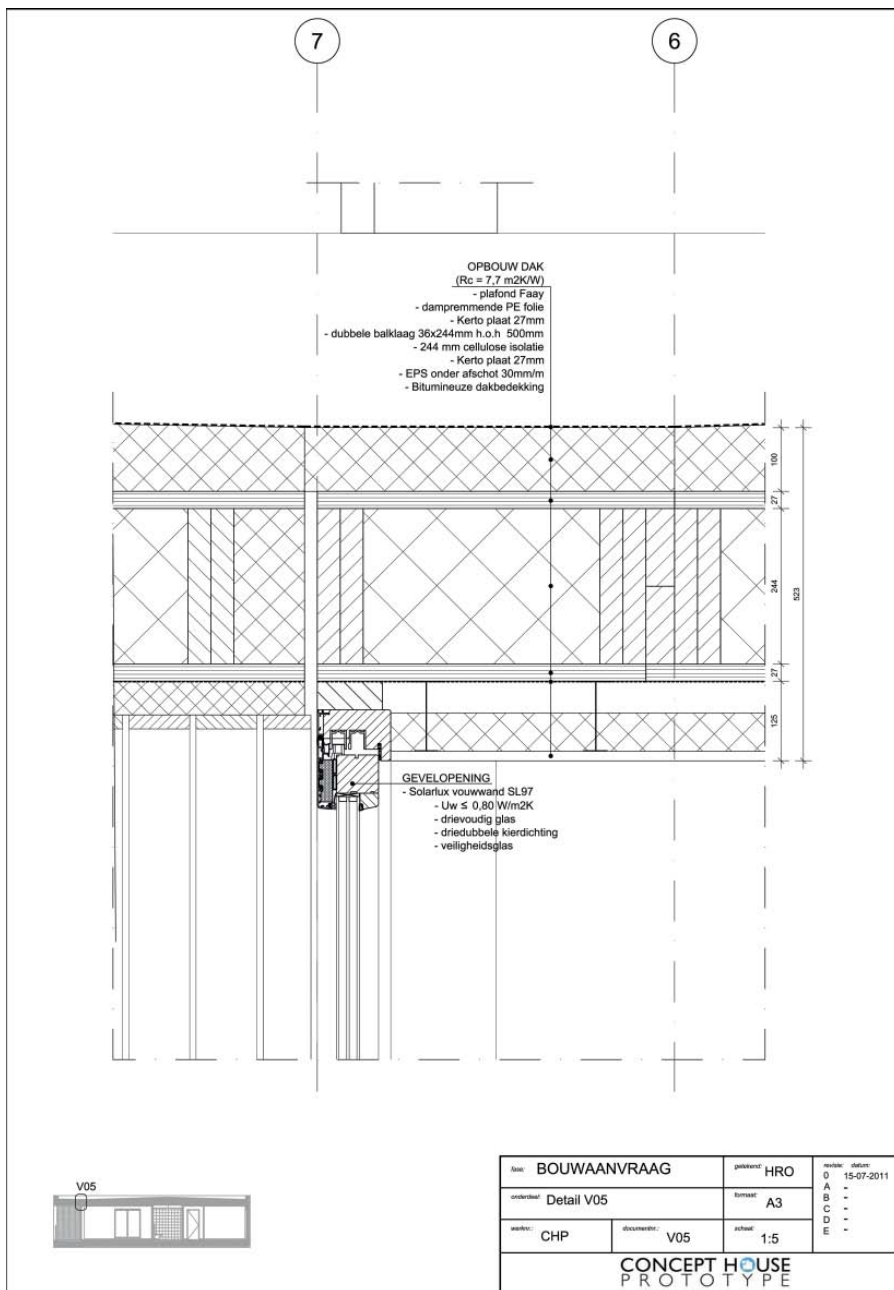 7
6
OPBOUW DAK
(Rc = 7,7 m2K/W)
- plafond Faay
- dampremmende PE folie
- Kerto plaat 27mm
- dubbele balklaag 36x244mm h.o.h 500mm
- 244 mm cellulose isolatie
- Kerto plaat 27mm
- EPS onder afschot 30mm/m
- Bitumineuze dakbedekking
100
27
244
523
27
125
GEVELOPENING
- Solarlux vouwwand SL97
- Uw ≤ 0,80 W/m2K
- drievoudig glas
- driedubbele kierdichting
- veiligheidsglas
V05
fase: BOUWAANVRAAG
getekend: HRO
revisie: datum:
0 15-07-2011
A -
B -
C -
D -
E -
onderdeel: Detail V05
formaat: A3
werknr.: CHP
documentnr.: V05
schaal: 1:5
CONCEPT HOUSE
PROTOTYPE